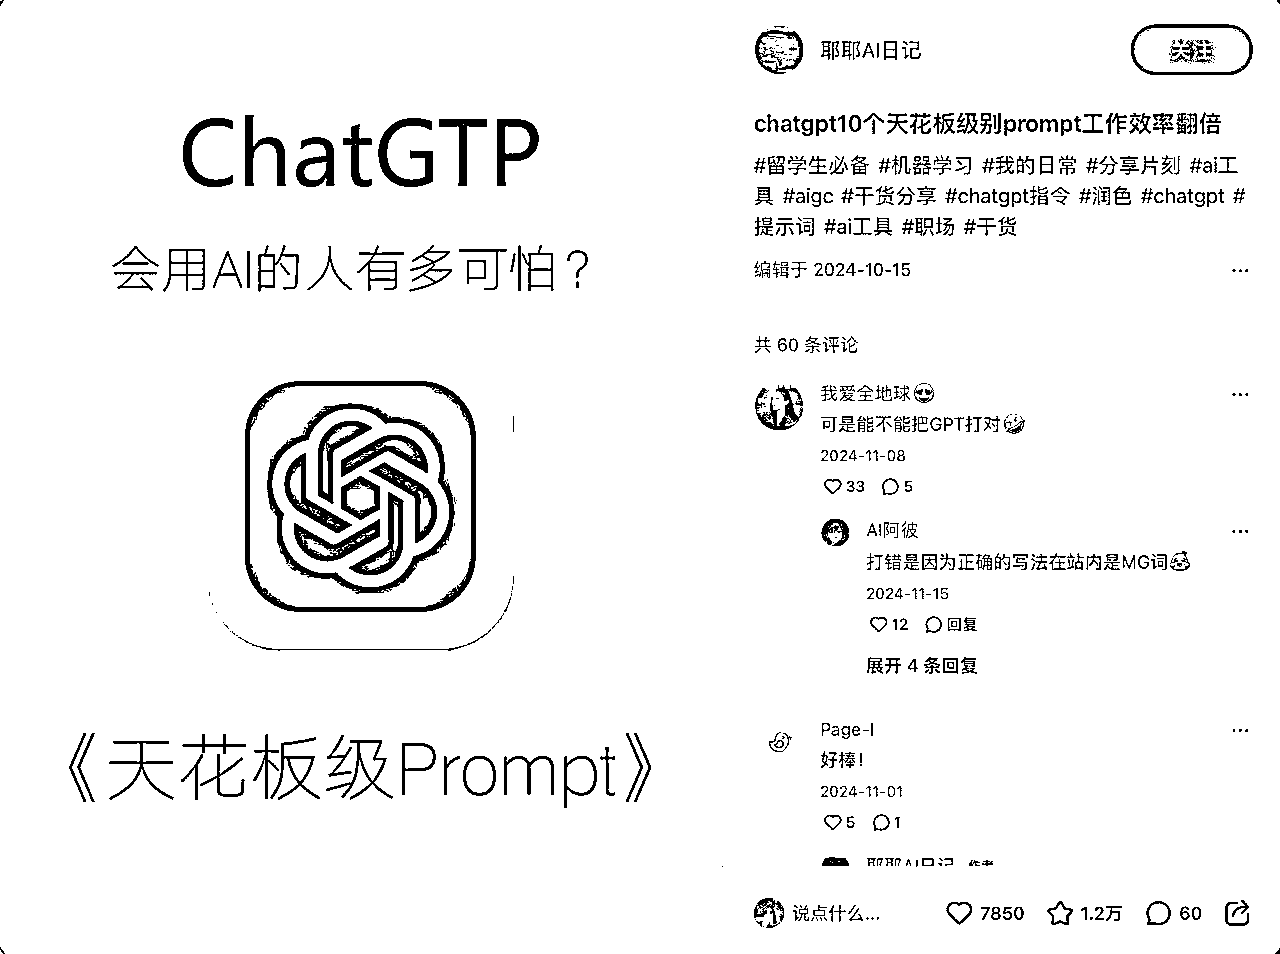 ChatGTP
会用AI的人有多可怕？
《天花板级Prompt》
耶耶AI日记
关注
chatgpt10个天花板级别prompt工作效率翻倍
#留学生必备 #机器学习 #我的日常 #分享片刻 #ai工
具 #aigc #干货分享 #chatgpt指令 #润色 #chatgpt #
提示词 #ai工具 #职场 #干货
编辑于 2024-10-15
共 60 条评论
我爱全地球😎
可是能不能把GPT打对🤣
2024-11-08
33 5
AI阿彼
打错是因为正确的写法在站内是MG词
2024-11-15
12 回复
展开 4 条回复
Page-I
好棒！
2024-11-01
5 1
耶耶AI日记 作者
说点什么...
7850 1.2万 60